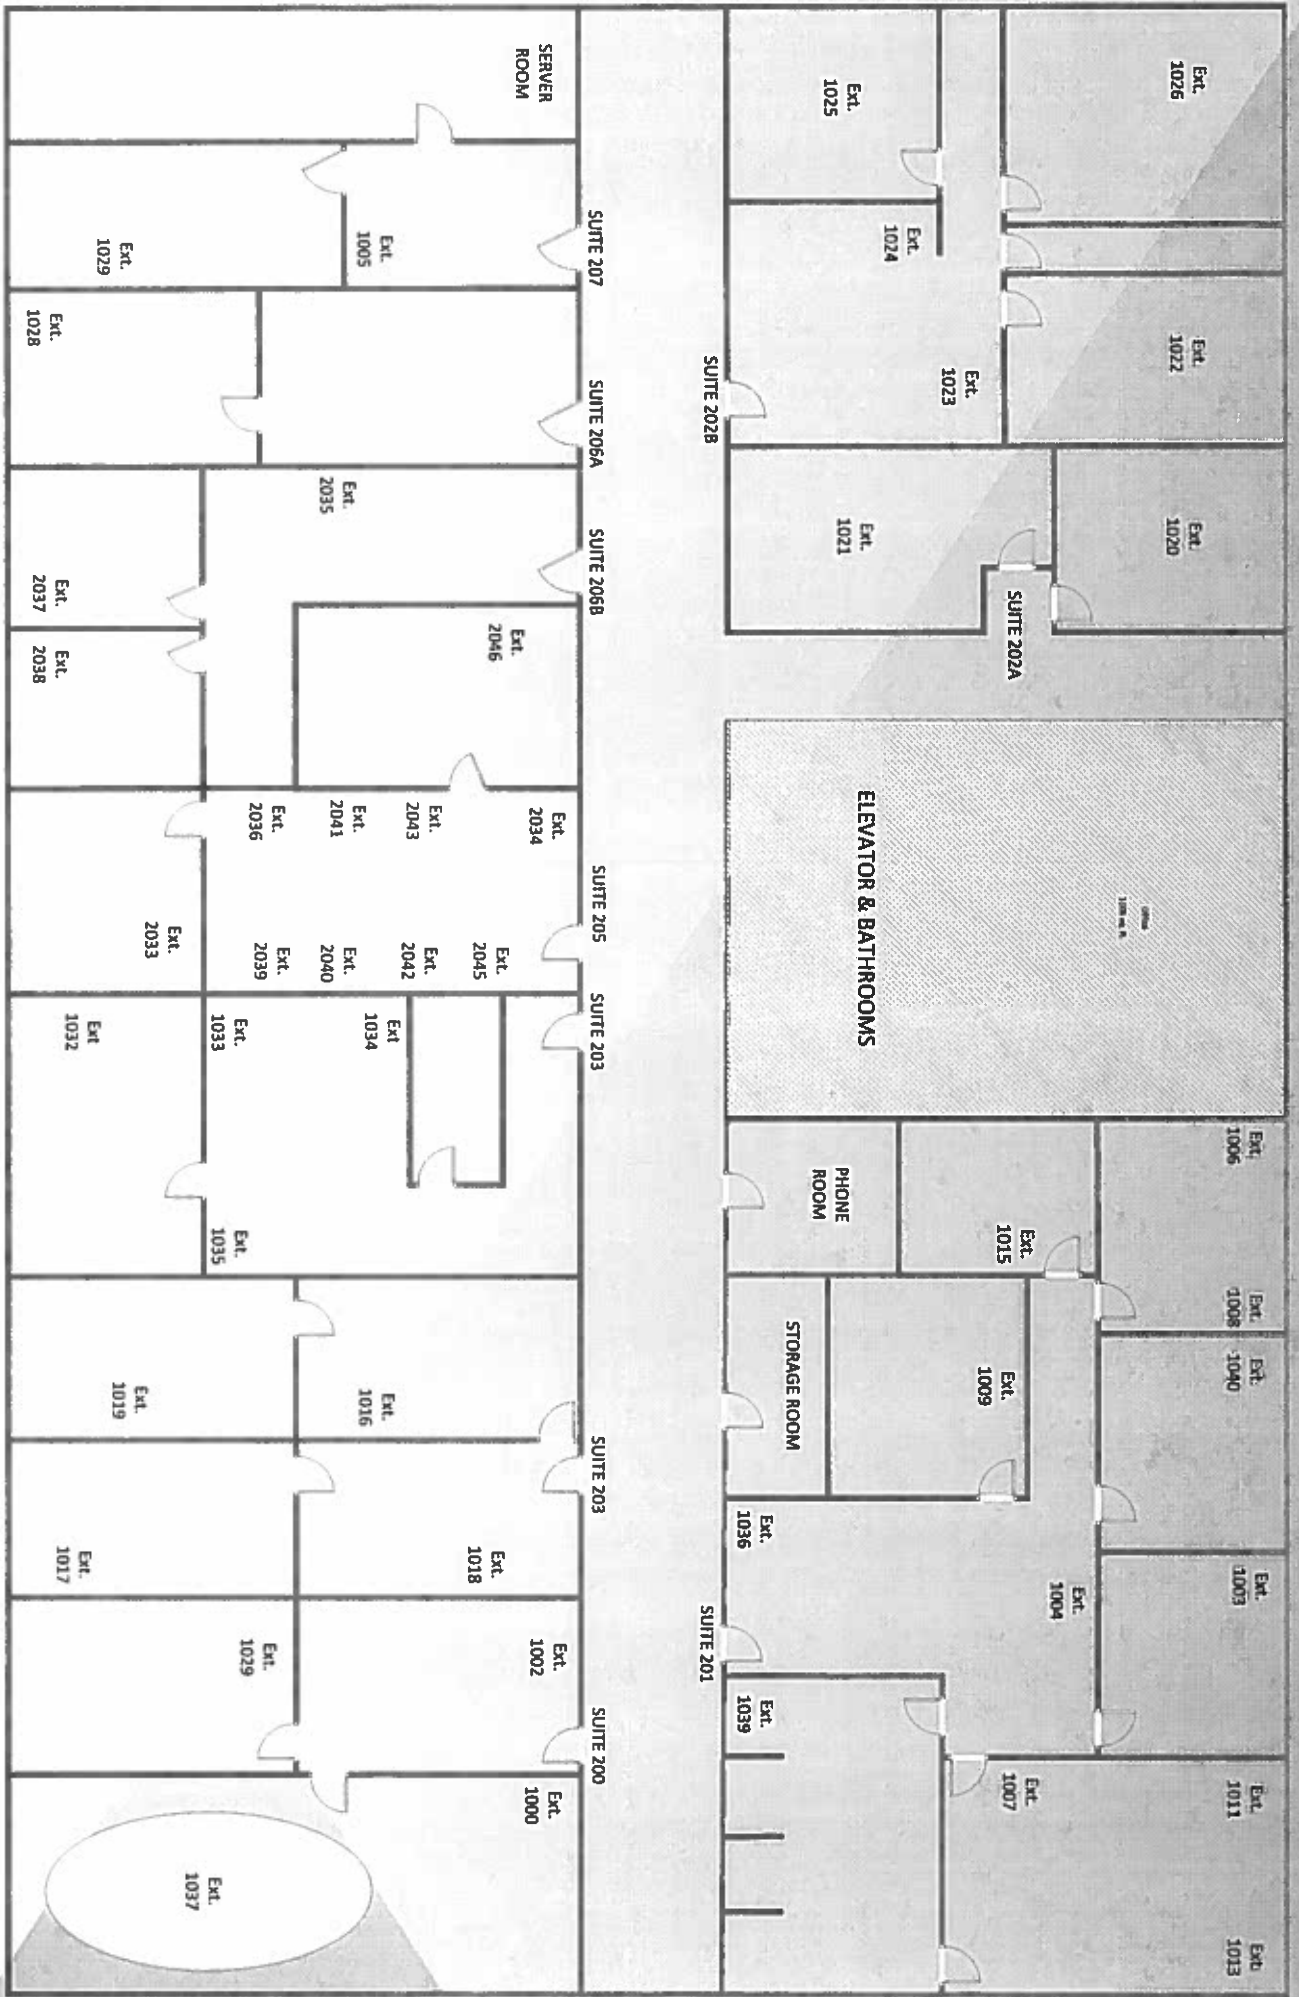 Ext.
1026
Ext.
1022
Ext.
1020
Ext.
1006
Ext.
1008
Ext.
1040
Ext.
1003
Ext.
1011
Ext.
1013
Ext.
1025
Ext.
1024
Ext.
1023
SUITE 202B
Ext.
1021
SUITE 202A
ELEVATOR & BATHROOMS
PHONE
ROOM
Ext.
1015
STORAGE ROOM
Ext.
1009
Ext.
1036
Ext.
1004
SUITE 201
Ext.
1039
Ext.
1007
SUITE 207
SUITE 206A
SUITE 206B
SUITE 205
SUITE 203
SUITE 203
SUITE 200
SERVER
ROOM
Ext.
1005
Ext.
1029
Ext.
1028
Ext.
2035
Ext.
2037
Ext.
2046
Ext.
2038
Ext.
2034
Ext.
2043
Ext.
2041
Ext.
2036
Ext.
2045
Ext.
2042
Ext.
2040
Ext.
2039
Ext.
2033
Ext
1034
Ext.
1033
Ext
1032
Ext.
1035
Ext.
1016
Ext.
1019
Ext.
1018
Ext.
1017
Ext.
1002
Ext.
1029
Ext.
1000
Ext.
1037